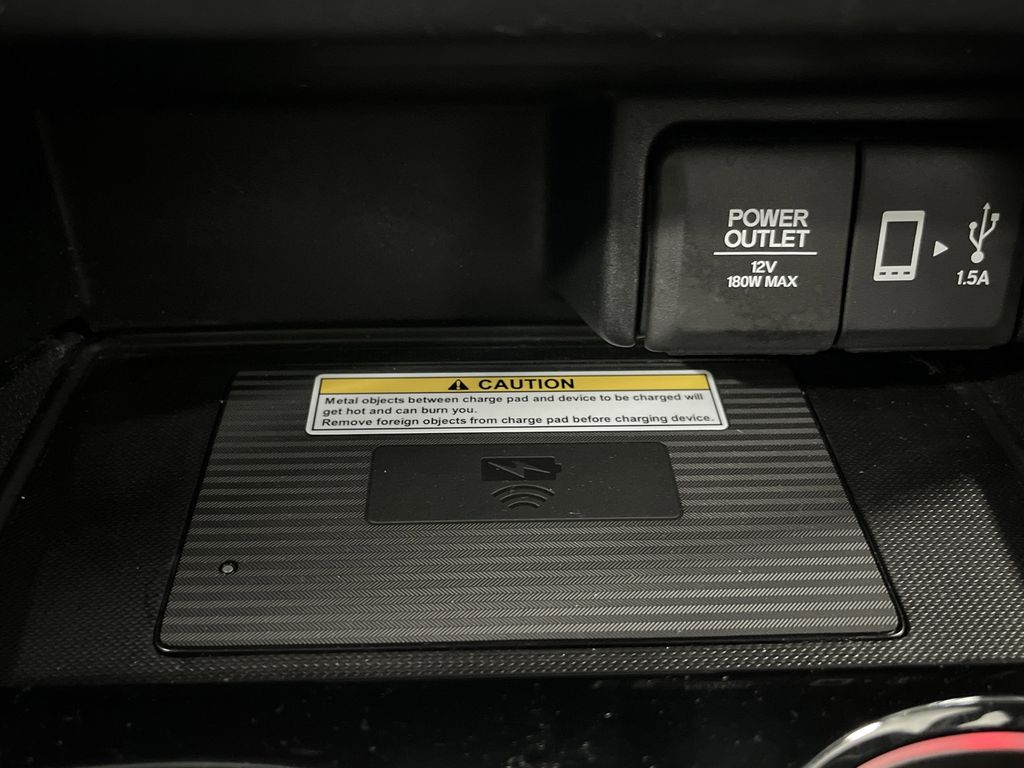 POWER
OUTLET
12V
180W MAX
1.5A
CAUTION
Metal objects between charge pad and device to be charged will
get hot and can burn you.
Remove foreign objects from charge pad before charging device.